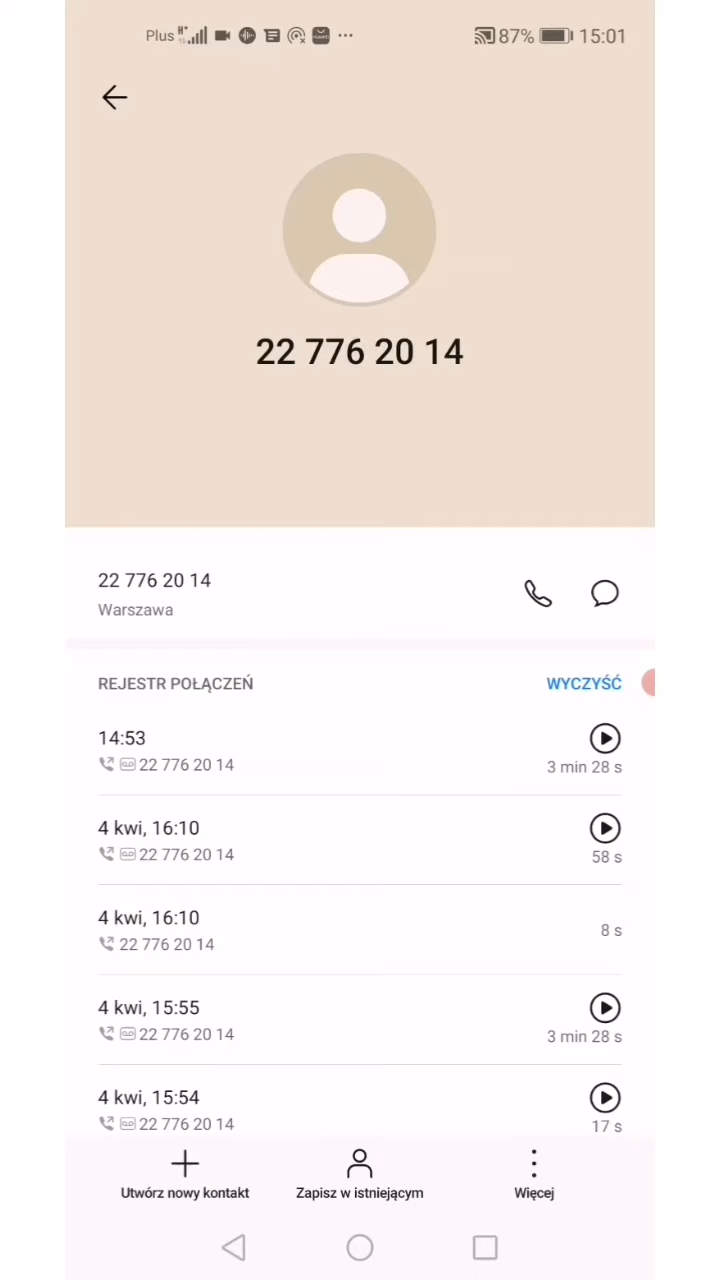 Plus H+ 87% 15:01
22 776 20 14
22 776 20 14
Warszawa
REJESTR POŁĄCZEŃ WYCZYŚĆ
14:53
22 776 20 14 3 min 28 s
4 kwi, 16:10
22 776 20 14 58 s
4 kwi, 16:10
22 776 20 14 8 s
4 kwi, 15:55
22 776 20 14 3 min 28 s
4 kwi, 15:54
22 776 20 14 17 s
Utwórz nowy kontakt Zapisz w istniejącym Więcej